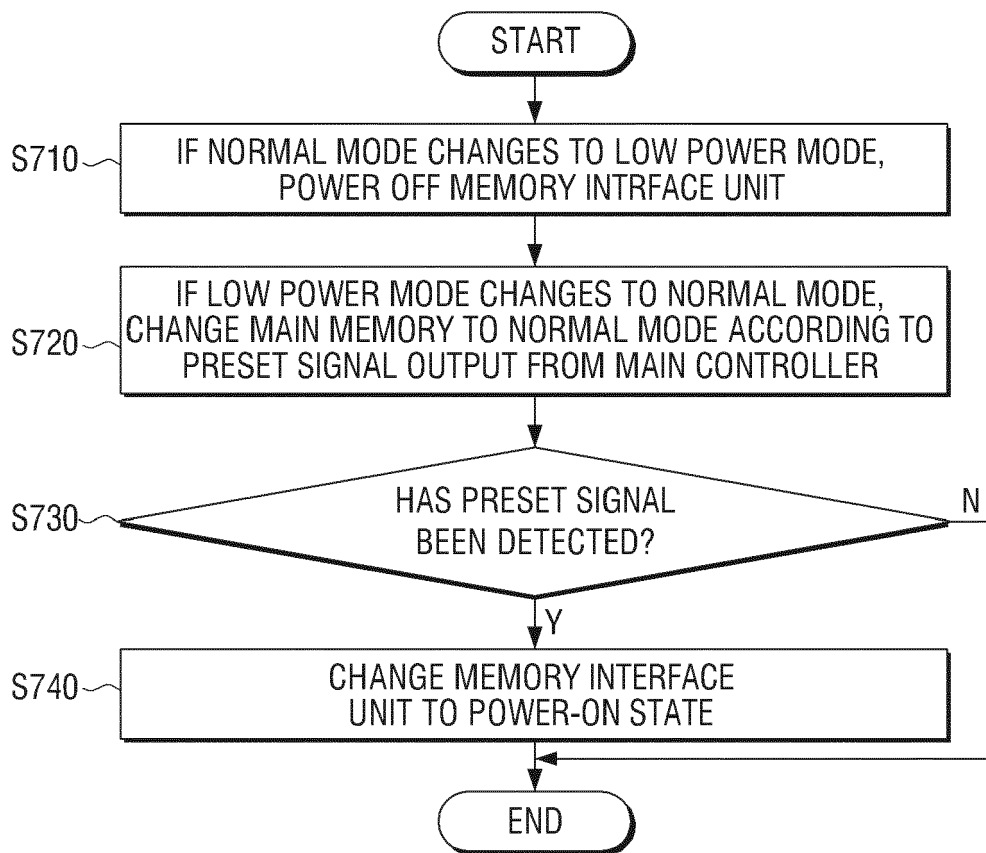 START
S710
IF NORMAL MODE CHANGES TO LOW POWER MODE,
POWER OFF MEMORY INTRFACE UNIT
S720
IF LOW POWER MODE CHANGES TO NORMAL MODE,
CHANGE MAIN MEMORY TO NORMAL MODE ACCORDING TO
PRESET SIGNAL OUTPUT FROM MAIN CONTROLLER
S730
HAS PRESET SIGNAL
BEEN DETECTED?
N
Y
S740
CHANGE MEMORY INTERFACE
UNIT TO POWER-ON STATE
END